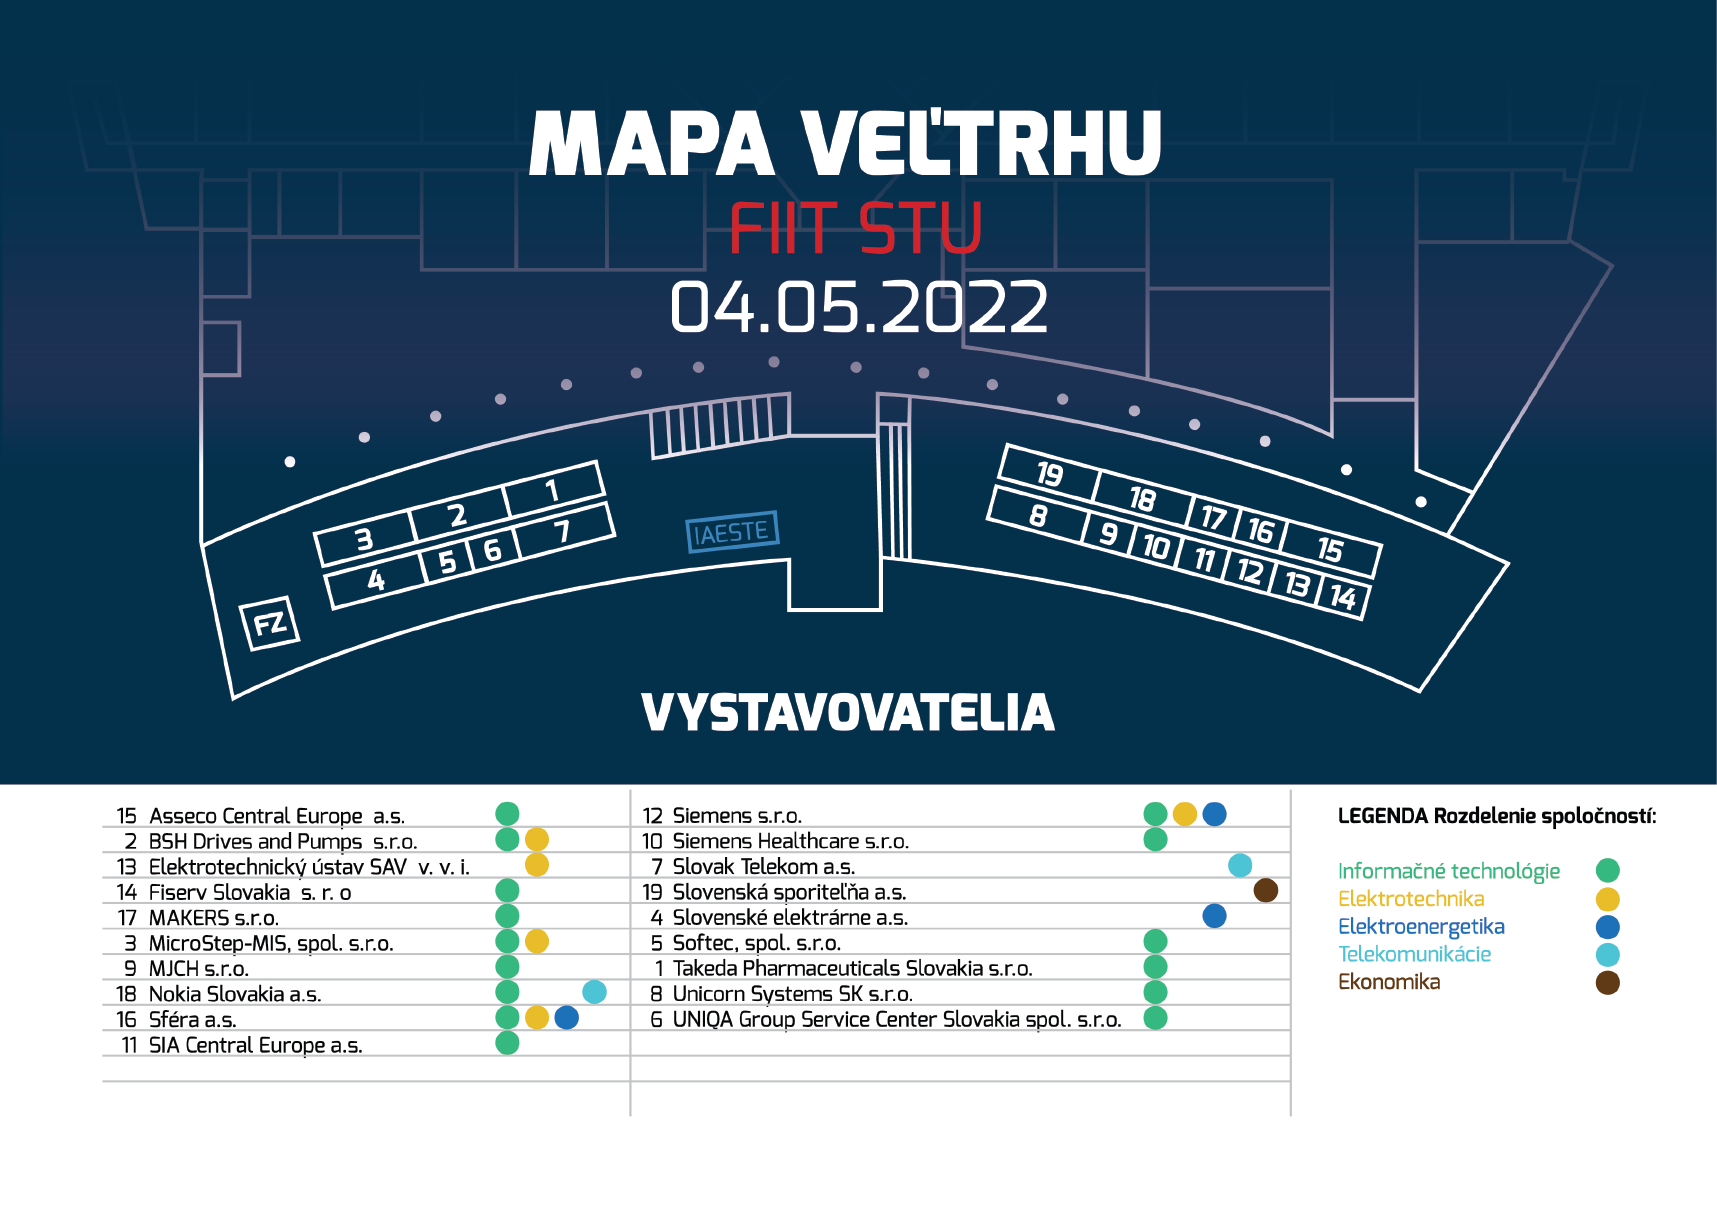 MAPA VEĽTRHU
FIIT STU
04.05.2022
19
18
17
16
15
8
9
10
11
12
13
14
1
2
3
7
6
5
4
IAESTE
FZ
VYSTAVOVATELIA
15 Asseco Central Europe a.s.
2 BSH Drives and Pumps s.r.o.
13 Elektrotechnický ústav SAV v. v. i.
14 Fiserv Slovakia s. r. o
17 MAKERS s.r.o.
3 MicroStep-MIS, spol. s.r.o.
9 MJCH s.r.o.
18 Nokia Slovakia a.s.
16 Sféra a.s.
11 SIA Central Europe a.s.
12 Siemens s.r.o.
10 Siemens Healthcare s.r.o.
7 Slovak Telekom a.s.
19 Slovenská sporiteľňa a.s.
4 Slovenské elektrárne a.s.
5 Softec, spol. s.r.o.
1 Takeda Pharmaceuticals Slovakia s.r.o.
8 Unicorn Systems SK s.r.o.
6 UNIQA Group Service Center Slovakia spol. s.r.o.
LEGENDA Rozdelenie spoločností:
Informačné technológie
Elektrotechnika
Elektroenergetika
Telekomunikácie
Ekonomika